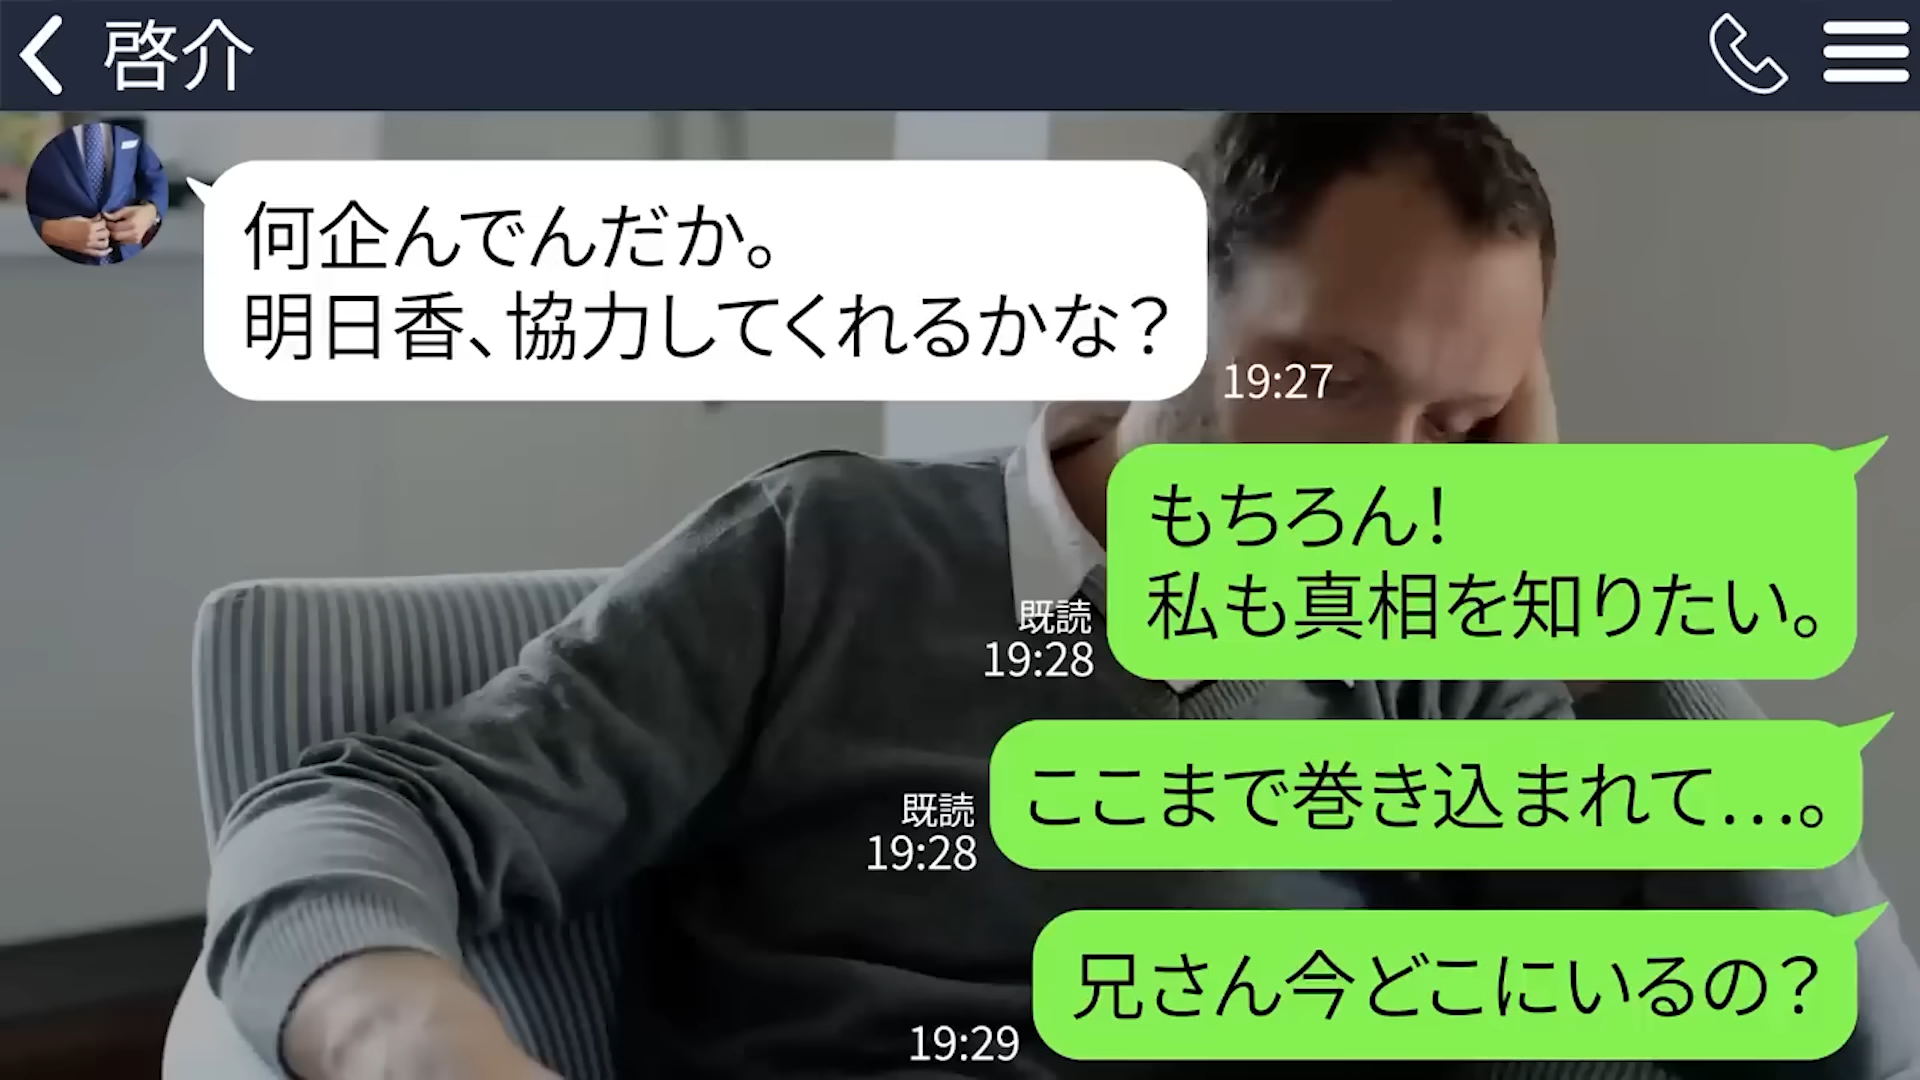 啓介
何企んでんだか。
明日香、協力してくれるかな？
19:27
もちろん！
私も真相を知りたい。
既読
19:28
ここまで巻き込まれて…。
既読
19:28
兄さん今どこにいるの？
19:29